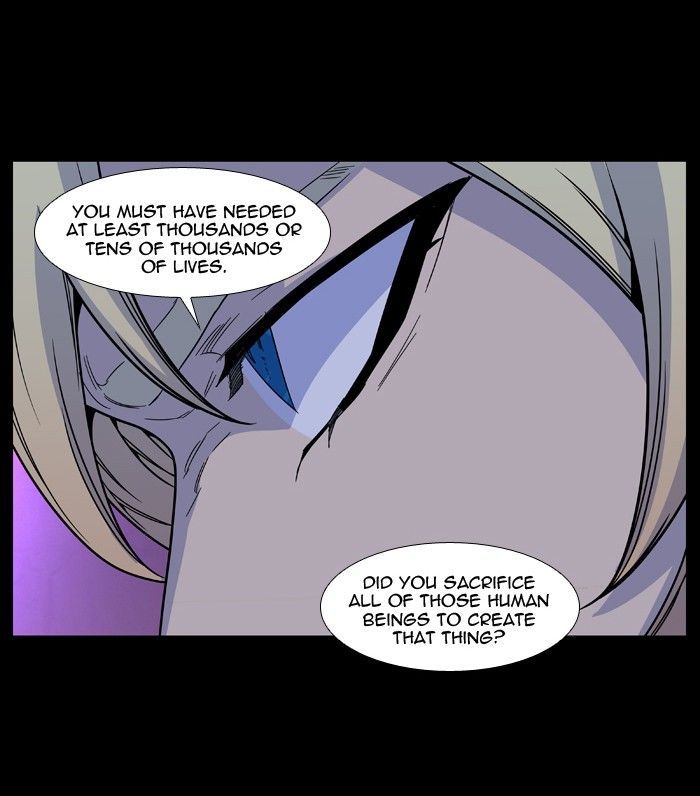 YOU MUST HAVE NEEDED
AT LEAST THOUSANDS OR
TENS OF THOUSANDS
OF LIVES.
DID YOU SACRIFICE
ALL OF THOSE HUMAN
BEINGS TO CREATE
THAT THING?